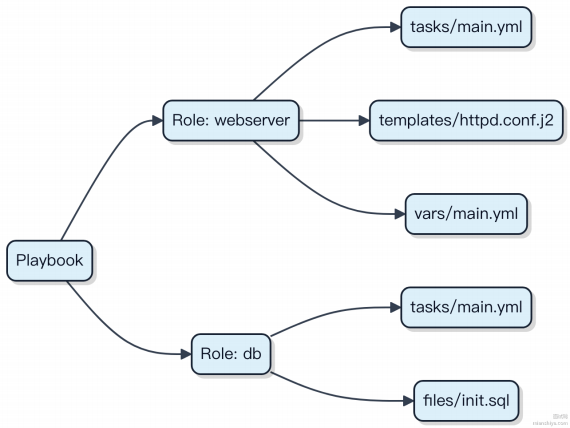 tasks/main.yml
Role: webserver
templates/httpd.conf.j2
vars/main.yml
Playbook
tasks/main.yml
Role: db
files/init.sql